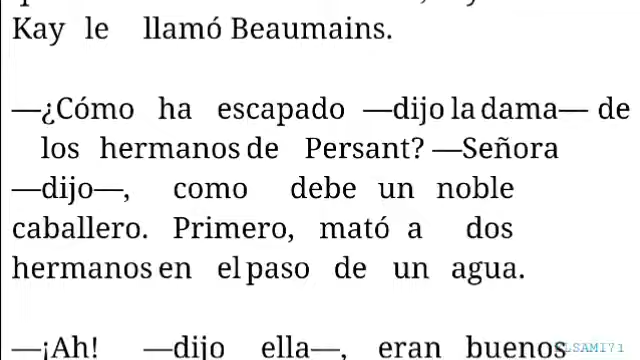 Kay le llamó Beaumains.
—¿Cómo ha escapado —dijo la dama— de
los hermanos de Persant? —Señora
—dijo—, como debe un noble
caballero. Primero, mató a dos
hermanos en el paso de un agua.
—¡Ah! —dijo ella—, eran buenos